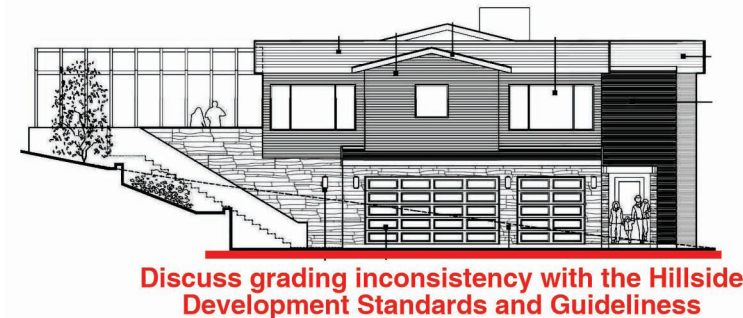 Discuss grading inconsistency with the Hillside
Development Standards and Guideliness